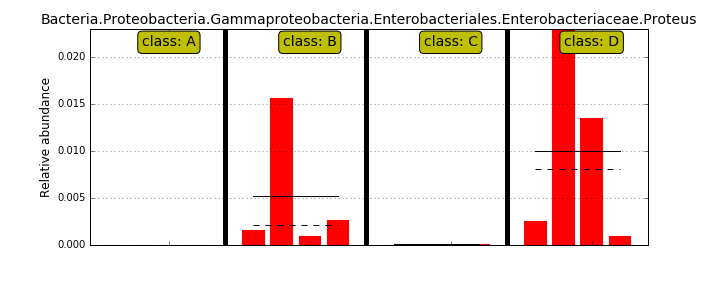 Bacteria.Proteobacteria.Gammaproteobacteria.Enterobacteriales.Enterobacteriaceae.Proteus
class: A class: B class: C class: D
0.020
0.015
0.010
0.005
0.000
Relative abundance